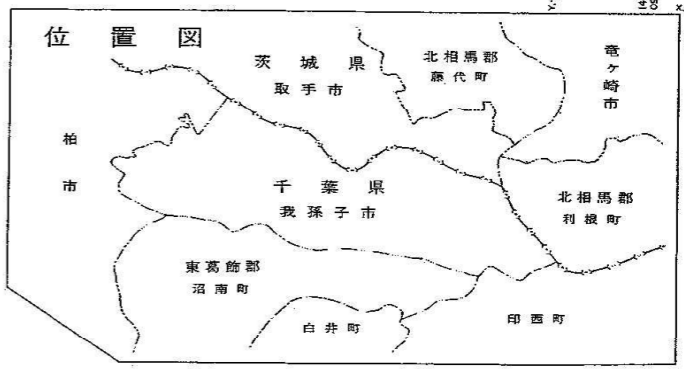 位置図
茨城県
取手市
北相馬郡
藤代町
竜ヶ崎市
柏市
千葉県
我孫子市
北相馬郡
利根町
東葛飾郡
沼南町
白井町
印西町